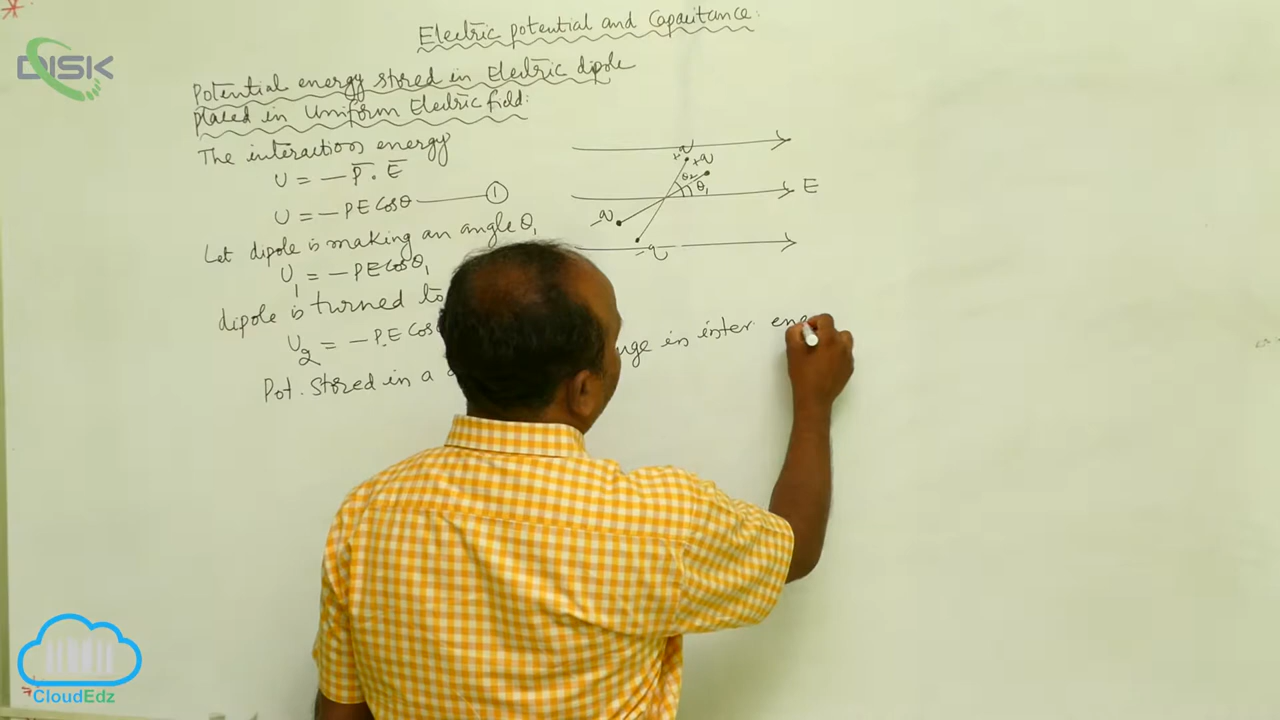 Electric potential and Capacitance:
DISK
Potential energy stored in Electric dipole
placed in Uniform Electric field:
The interaction energy
U = − P̅ . E̅
U = − PE Cosθ ——— ①
Let dipole is making an angle θ₁
U₁ = − PE Cosθ₁
dipole is turned to
U₂ = − P.E Cos
Pot. Stored in a
in inter. ene
+q
+q
θ₂
θ₁
E
−q
−q
CloudEdz